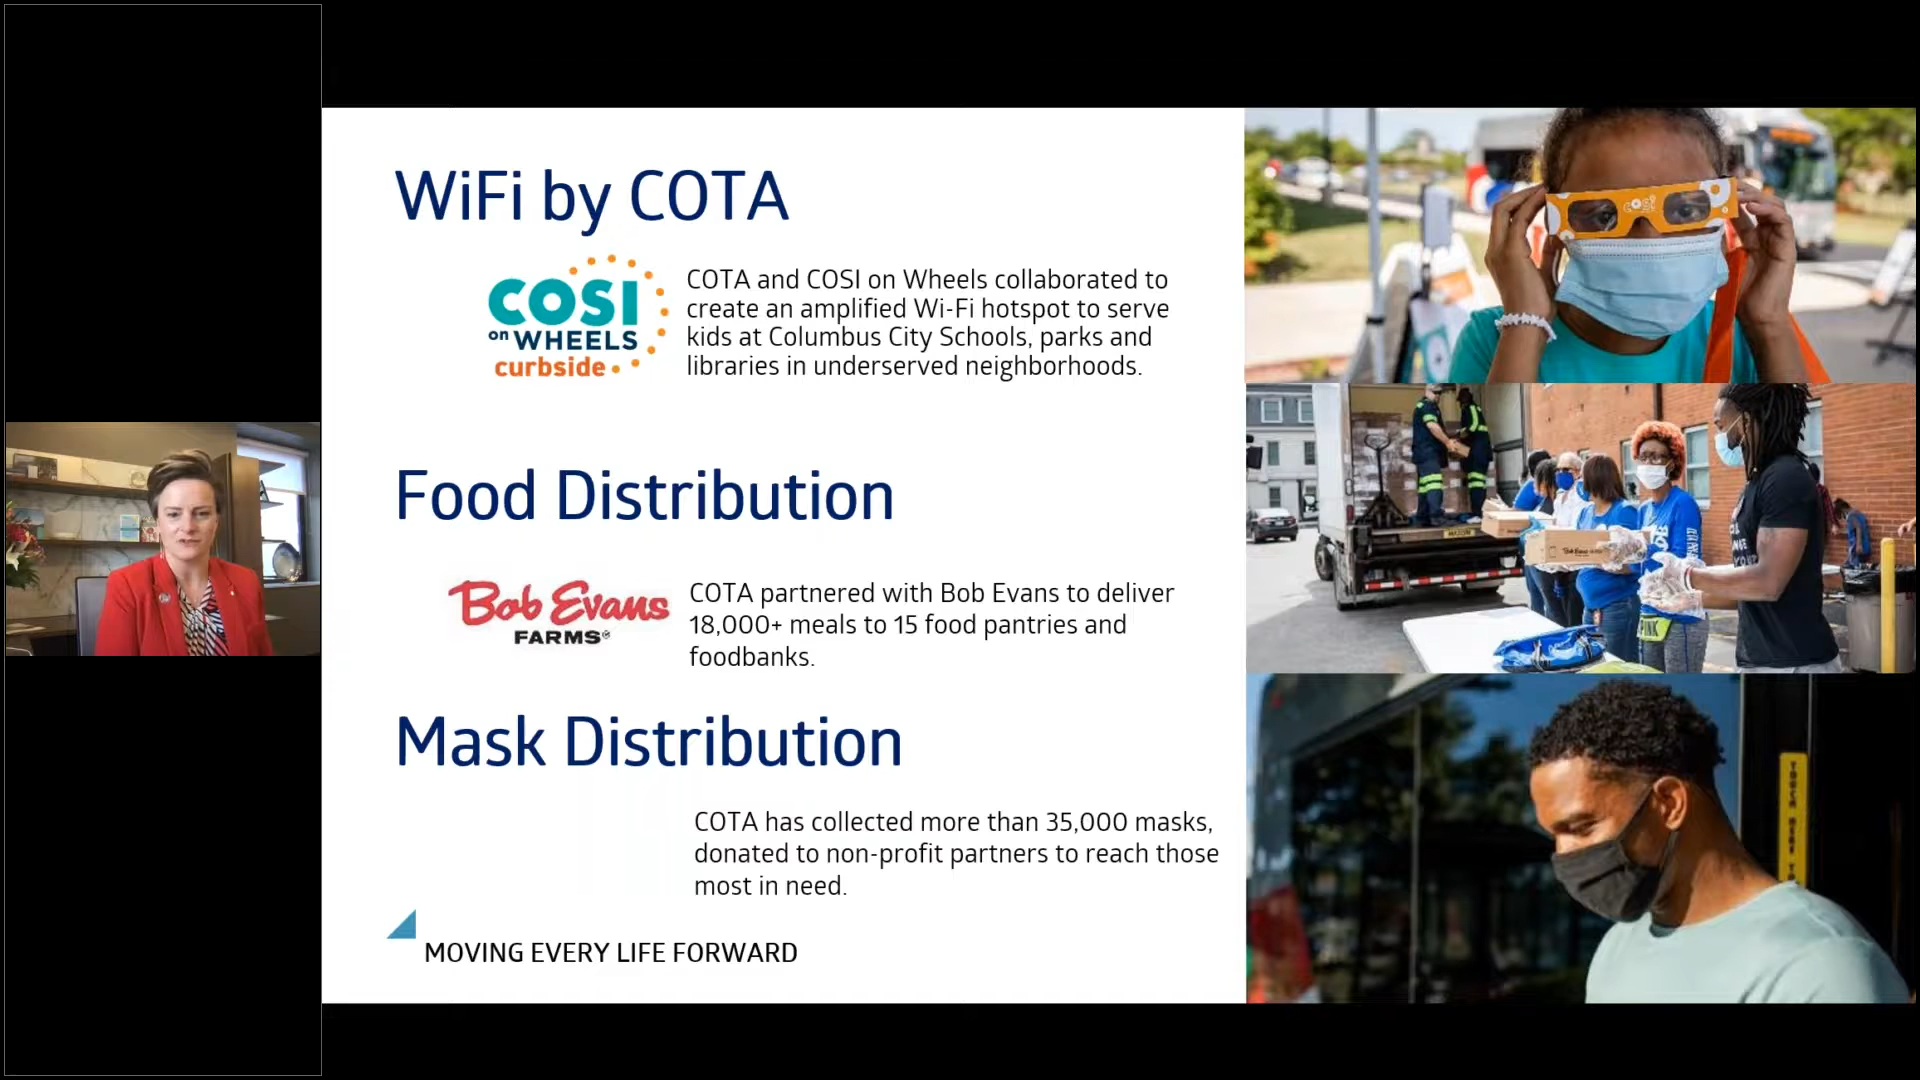 WiFi by COTA
COSI
on WHEELS
curbside
COTA and COSI on Wheels collaborated to
create an amplified Wi-Fi hotspot to serve
kids at Columbus City Schools, parks and
libraries in underserved neighborhoods.
Food Distribution
Bob Evans
FARMS
COTA partnered with Bob Evans to deliver
18,000+ meals to 15 food pantries and
foodbanks.
Mask Distribution
COTA has collected more than 35,000 masks,
donated to non-profit partners to reach those
most in need.
MOVING EVERY LIFE FORWARD
COSI
Bob Evans
PINK